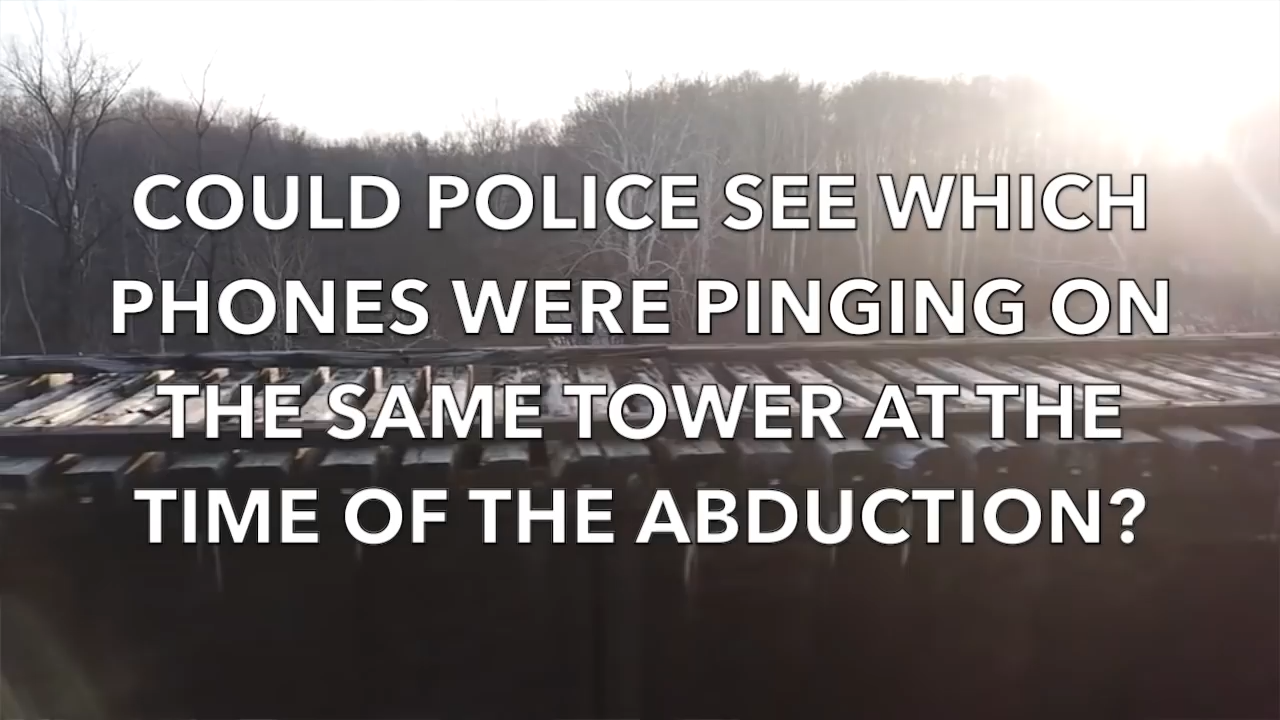 COULD POLICE SEE WHICH
PHONES WERE PINGING ON
THE SAME TOWER AT THE
TIME OF THE ABDUCTION?